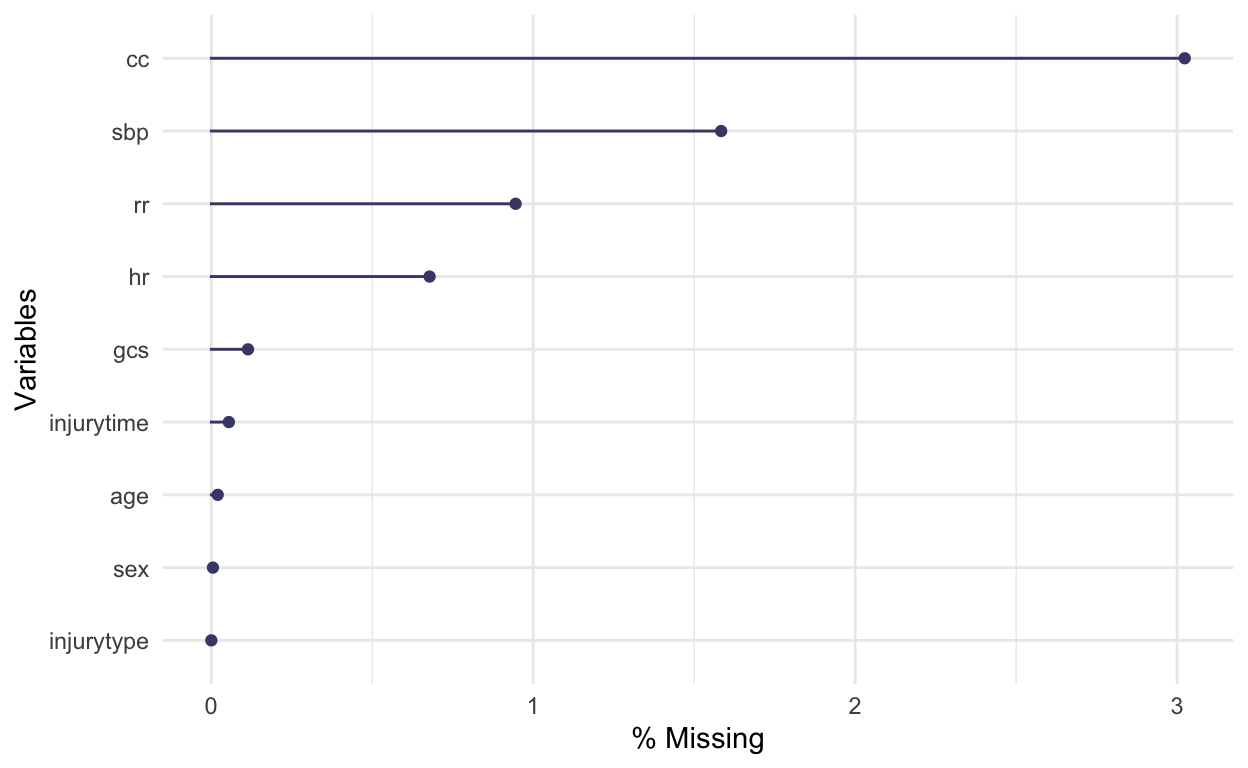 cc
sbp
rr
hr
gcs
injurytime
age
sex
injurytype
Variables
0 1 2 3
% Missing